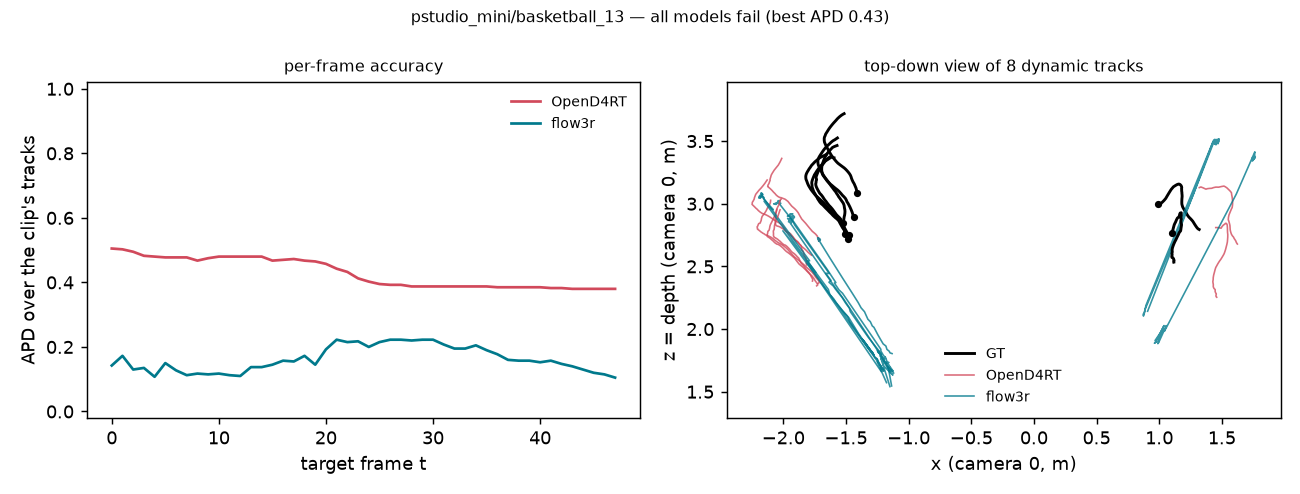 pstudio_mini/basketball_13 — all models fail (best APD 0.43)
per-frame accuracy
APD over the clip's tracks
1.0
0.8
0.6
0.4
0.2
0.0
OpenD4RT
flow3r
0
10
20
30
40
target frame t
top-down view of 8 dynamic tracks
z = depth (camera 0, m)
3.5
3.0
2.5
2.0
1.5
GT
OpenD4RT
flow3r
−2.0
−1.5
−1.0
−0.5
0.0
0.5
1.0
1.5
x (camera 0, m)